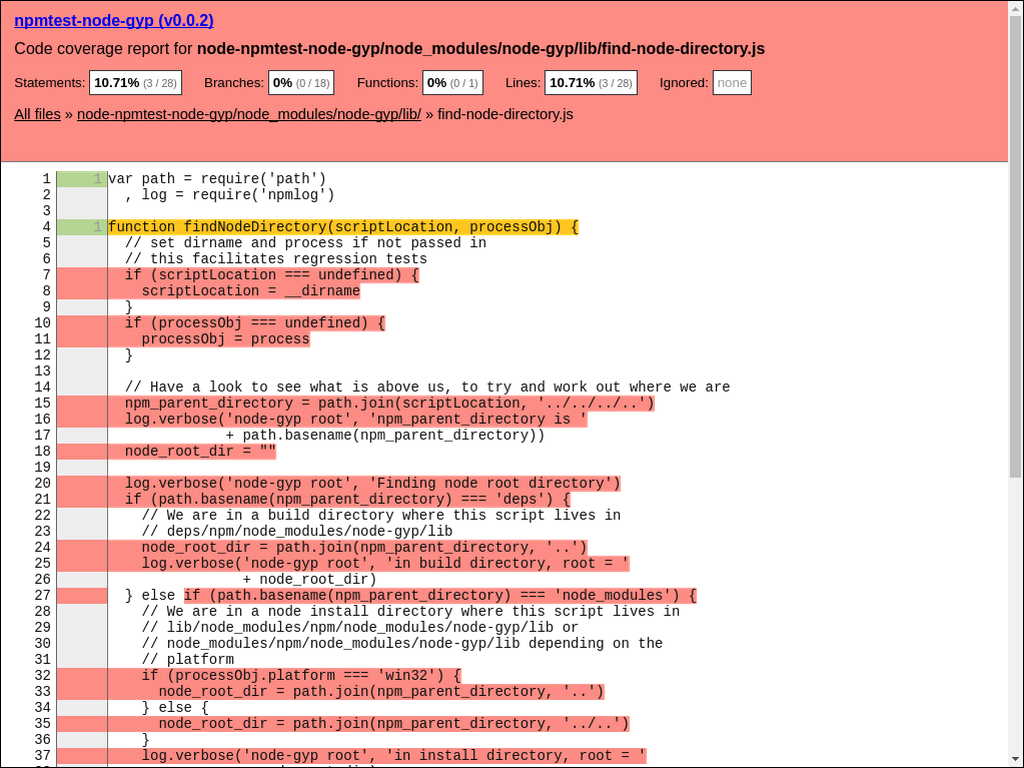 npmtest-node-gyp (v0.0.2)
Code coverage report for node-npmtest-node-gyp/node_modules/node-gyp/lib/find-node-directory.js
Statements: 10.71% (3 / 28) Branches: 0% (0 / 18) Functions: 0% (0 / 1) Lines: 10.71% (3 / 28) Ignored: none
All files » node-npmtest-node-gyp/node_modules/node-gyp/lib/ » find-node-directory.js
1 1 var path = require('path')
2   , log = require('npmlog')
3
4 1 function findNodeDirectory(scriptLocation, processObj) {
5   // set dirname and process if not passed in
6   // this facilitates regression tests
7   if (scriptLocation === undefined) {
8     scriptLocation = __dirname
9   }
10   if (processObj === undefined) {
11     processObj = process
12   }
13
14   // Have a look to see what is above us, to try and work out where we are
15   npm_parent_directory = path.join(scriptLocation, '../../../..')
16   log.verbose('node-gyp root', 'npm_parent_directory is '
17               + path.basename(npm_parent_directory))
18   node_root_dir = ""
19
20   log.verbose('node-gyp root', 'Finding node root directory')
21   if (path.basename(npm_parent_directory) === 'deps') {
22     // We are in a build directory where this script lives in
23     // deps/npm/node_modules/node-gyp/lib
24     node_root_dir = path.join(npm_parent_directory, '..')
25     log.verbose('node-gyp root', 'in build directory, root = '
26                 + node_root_dir)
27   } else if (path.basename(npm_parent_directory) === 'node_modules') {
28     // We are in a node install directory where this script lives in
29     // lib/node_modules/npm/node_modules/node-gyp/lib or
30     // node_modules/npm/node_modules/node-gyp/lib depending on the
31     // platform
32     if (processObj.platform === 'win32') {
33       node_root_dir = path.join(npm_parent_directory, '..')
34     } else {
35       node_root_dir = path.join(npm_parent_directory, '../..')
36     }
37     log.verbose('node-gyp root', 'in install directory, root = '